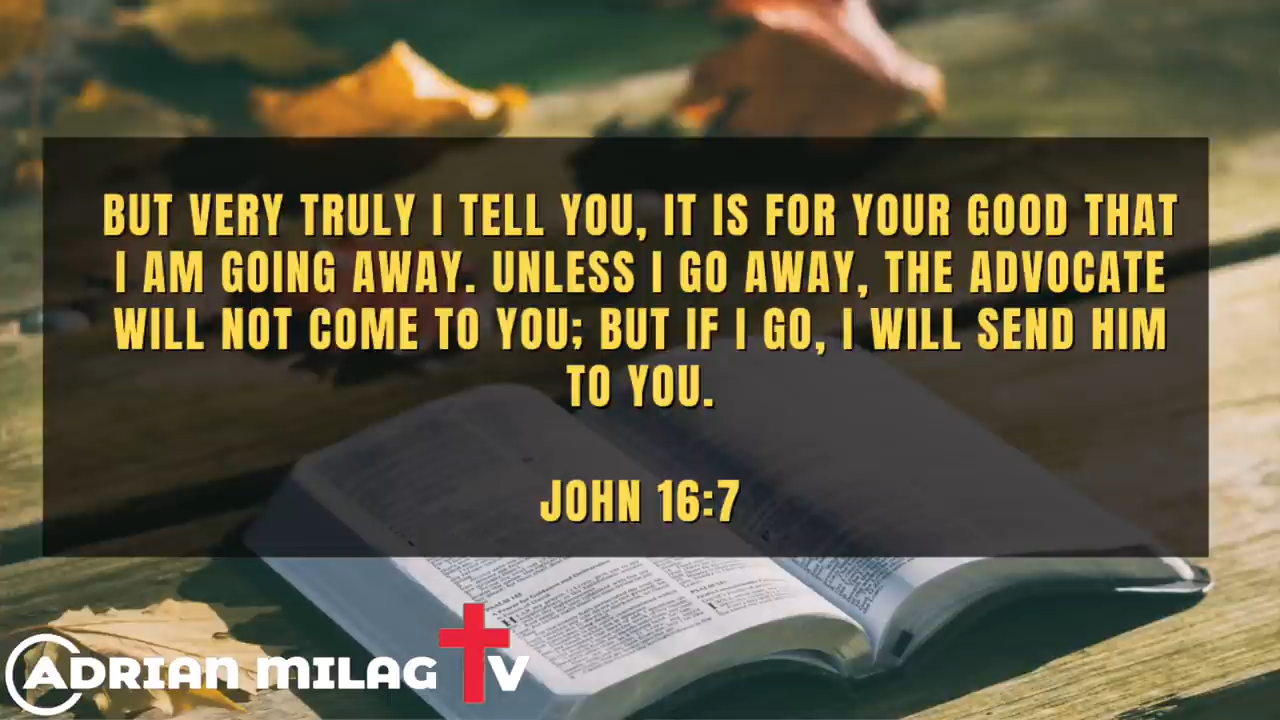 BUT VERY TRULY I TELL YOU, IT IS FOR YOUR GOOD THAT
I AM GOING AWAY. UNLESS I GO AWAY, THE ADVOCATE
WILL NOT COME TO YOU; BUT IF I GO, I WILL SEND HIM
TO YOU.
JOHN 16:7
ADRIAN MILAG TV